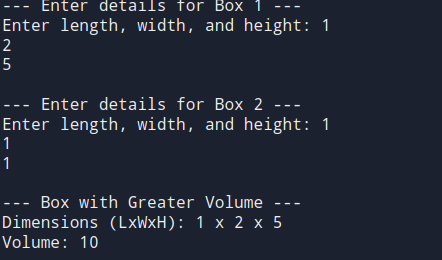 --- Enter details for Box 1 ---
Enter length, width, and height: 1
2
5
--- Enter details for Box 2 ---
Enter length, width, and height: 1
1
1
--- Box with Greater Volume ---
Dimensions (LxWxH): 1 x 2 x 5
Volume: 10